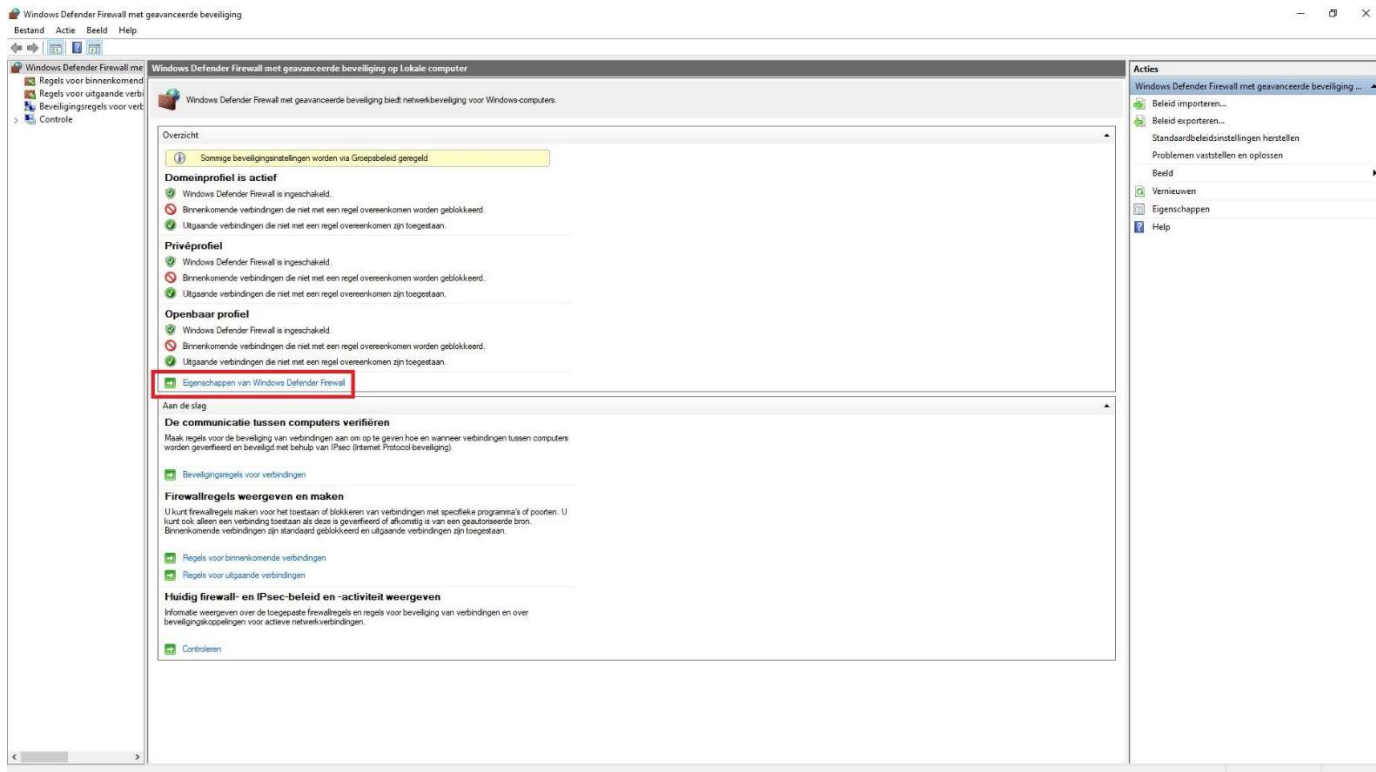 Windows Defender Firewall met geavanceerde beveiliging
Bestand Actie Beeld Help
Windows Defender Firewall me
Regels voor binnenkomend
Regels voor uitgaande verbi
Beveiligingsregels voor verb
Controle
Windows Defender Firewall met geavanceerde beveiliging op Lokale computer
Windows Defender Firewall met geavanceerde beveiliging biedt netwerkbeveiliging voor Windows-computers.
Overzicht
Sommige beveiligingsinstellingen worden via Groepsbeleid geregeld
Domeinprofiel is actief
Windows Defender Firewall is ingeschakeld.
Binnenkomende verbindingen die niet met een regel overeenkomen worden geblokkeerd.
Uitgaande verbindingen die niet met een regel overeenkomen zijn toegestaan.
Privéprofiel
Windows Defender Firewall is ingeschakeld.
Binnenkomende verbindingen die niet met een regel overeenkomen worden geblokkeerd.
Uitgaande verbindingen die niet met een regel overeenkomen zijn toegestaan.
Openbaar profiel
Windows Defender Firewall is ingeschakeld.
Binnenkomende verbindingen die niet met een regel overeenkomen worden geblokkeerd.
Uitgaande verbindingen die niet met een regel overeenkomen zijn toegestaan.
Eigenschappen van Windows Defender Firewall
Aan de slag
De communicatie tussen computers verifiëren
Maak regels voor de beveiliging van verbindingen aan om op te geven hoe en wanneer verbindingen tussen computers
worden geverifieerd en beveiligd met behulp van IPsec (Internet Protocol-beveiliging).
Beveiligingsregels voor verbindingen
Firewallregels weergeven en maken
U kunt firewallregels maken voor het toestaan of blokkeren van verbindingen met specifieke programma's of poorten. U
kunt ook alleen een verbinding toestaan als deze is geverifieerd of afkomstig is van een geautoriseerde bron.
Binnenkomende verbindingen zijn standaard geblokkeerd en uitgaande verbindingen zijn toegestaan.
Regels voor binnenkomende verbindingen
Regels voor uitgaande verbindingen
Huidig firewall- en IPsec-beleid en -activiteit weergeven
Informatie weergeven over de toegepaste firewallregels en regels voor beveiliging van verbindingen en over
beveiligingskoppelingen voor actieve netwerkverbindingen.
Controleren
Acties
Windows Defender Firewall met geavanceerde beveiliging ...
Beleid importeren...
Beleid exporteren...
Standaardbeleidsinstellingen herstellen
Problemen vaststellen en oplossen
Beeld
Vernieuwen
Eigenschappen
Help